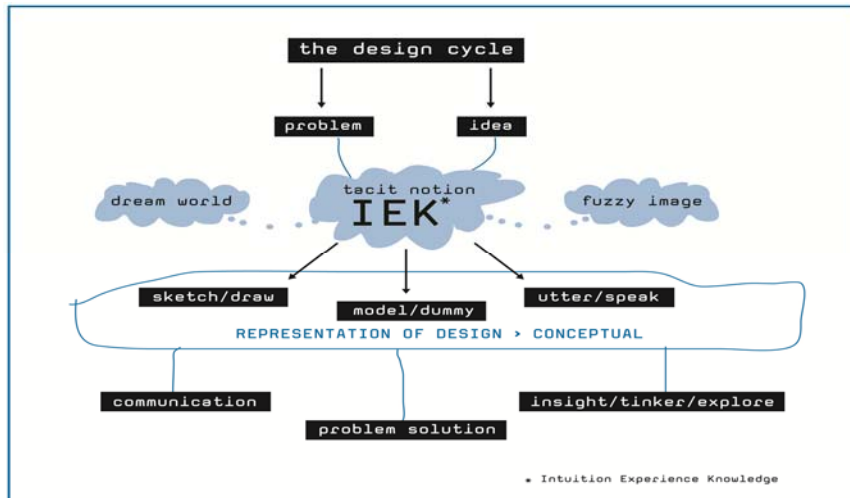 the design cycle
problem
idea
tacit notion
dream world
IEK*
fuzzy image
sketch/draw
model/dummy
utter/speak
REPRESENTATION OF DESIGN > CONCEPTUAL
communication
problem solution
insight/tinker/explore
* Intuition Experience Knowledge